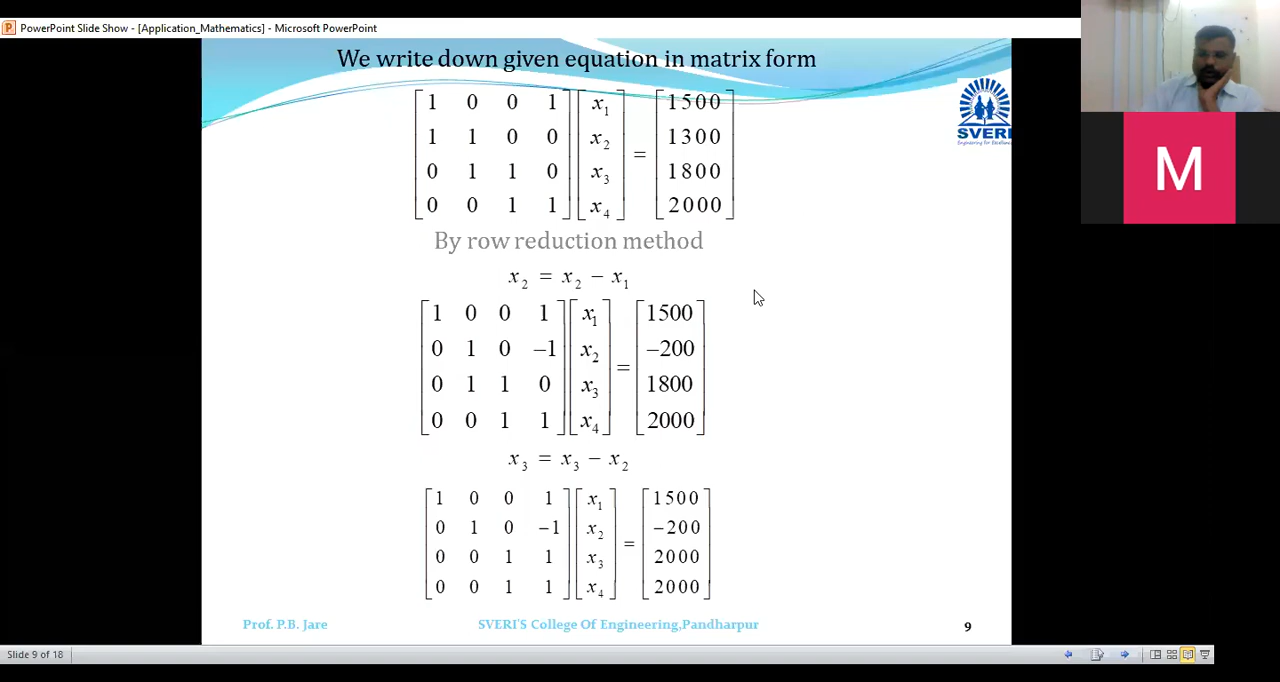 PowerPoint Slide Show - [Application_Mathematics] - Microsoft PowerPoint
We write down given equation in matrix form
1 0 0 1 x1 1500
1 1 0 0 x2 1300
=
0 1 1 0 x3 1800
0 0 1 1 x4 2000
By row reduction method
x2 = x2 − x1
1 0 0 1 x1 1500
0 1 0 −1 x2 −200
=
0 1 1 0 x3 1800
0 0 1 1 x4 2000
x3 = x3 − x2
1 0 0 1 x1 1500
0 1 0 −1 x2 −200
=
0 0 1 1 x3 2000
0 0 1 1 x4 2000
SVERI
M
Prof. P.B. Jare
SVERI'S College Of Engineering,Pandharpur
9
Slide 9 of 18